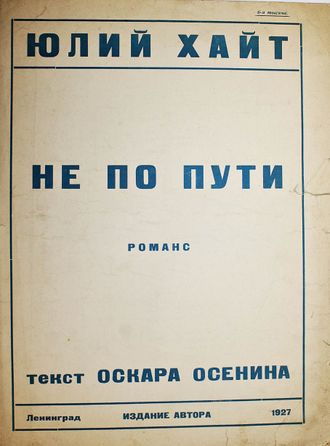 ЮЛИЙ ХАЙТ
НЕ ПО ПУТИ
РОМАНС
текст ОСКАРА ОСЕНИНА
Ленинград ИЗДАНИЕ АВТОРА 1927